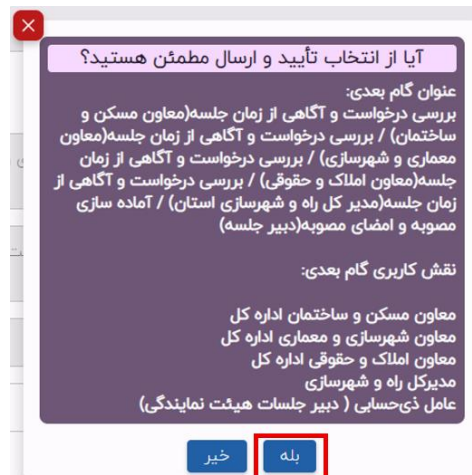 آیا از انتخاب تأیید و ارسال مطمئن هستید؟
عنوان گام بعدی:
بررسی درخواست و آگاهی از زمان جلسه(معاون مسکن و
ساختمان) / بررسی درخواست و آگاهی از زمان جلسه(معاون
معماری و شهرسازی) / بررسی درخواست و آگاهی از زمان
جلسه(معاون املاک و حقوقی) / بررسی درخواست و آگاهی از
زمان جلسه(مدیر کل راه و شهرسازی استان) / آماده سازی
مصوبه و امضای مصوبه(دبیر جلسه)
نقش کاربری گام بعدی:
معاون مسکن و ساختمان اداره کل
معاون شهرسازی و معماری اداره کل
معاون املاک و حقوقی اداره کل
مدیرکل راه و شهرسازی
عامل ذی‌حسابی ( دبیر جلسات هیئت نمایندگی)
بله
خیر